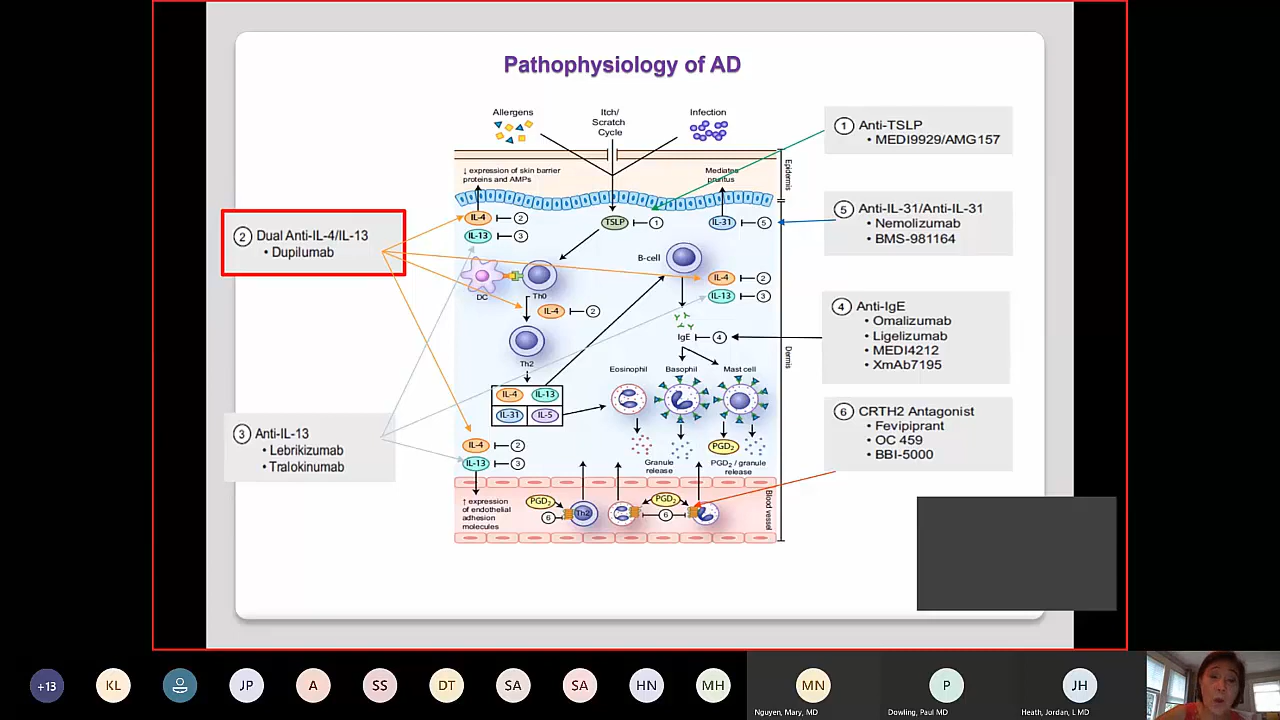 Pathophysiology of AD
Allergens
Itch/
Scratch
Cycle
Infection
↓ expression of skin barrier
proteins and AMPs
Mediates
pruritus
Epidermis
① Anti-TSLP
• MEDI9929/AMG157
② Dual Anti-IL-4/IL-13
• Dupilumab
IL-4 2
IL-13 3
TSLP 1
IL-31 5
⑤ Anti-IL-31/Anti-IL-31
• Nemolizumab
• BMS-981164
B-cell
DC
Th0
IL-4 2
IL-13 3
IL-4 2
Th2
IgE 4
④ Anti-IgE
• Omalizumab
• Ligelizumab
• MEDI4212
• XmAb7195
Dermis
Eosinophil
Basophil
Mast cell
IL-4 IL-13
IL-31 IL-5
③ Anti-IL-13
• Lebrikizumab
• Tralokinumab
⑥ CRTH2 Antagonist
• Fevipiprant
• OC 459
• BBI-5000
IL-4 2
IL-13 3
PGD2
Granule
release
PGD2 / granule
release
↑ expression
of endothelial
adhesion
molecules
PGD2
6
Th2
PGD2
6
Blood vessel
+13
KL
JP
A
SS
DT
SA
SA
HN
MH
MN
P
JH
Nguyen, Mary, MD
Dowling, Paul MD
Heath, Jordan, L MD